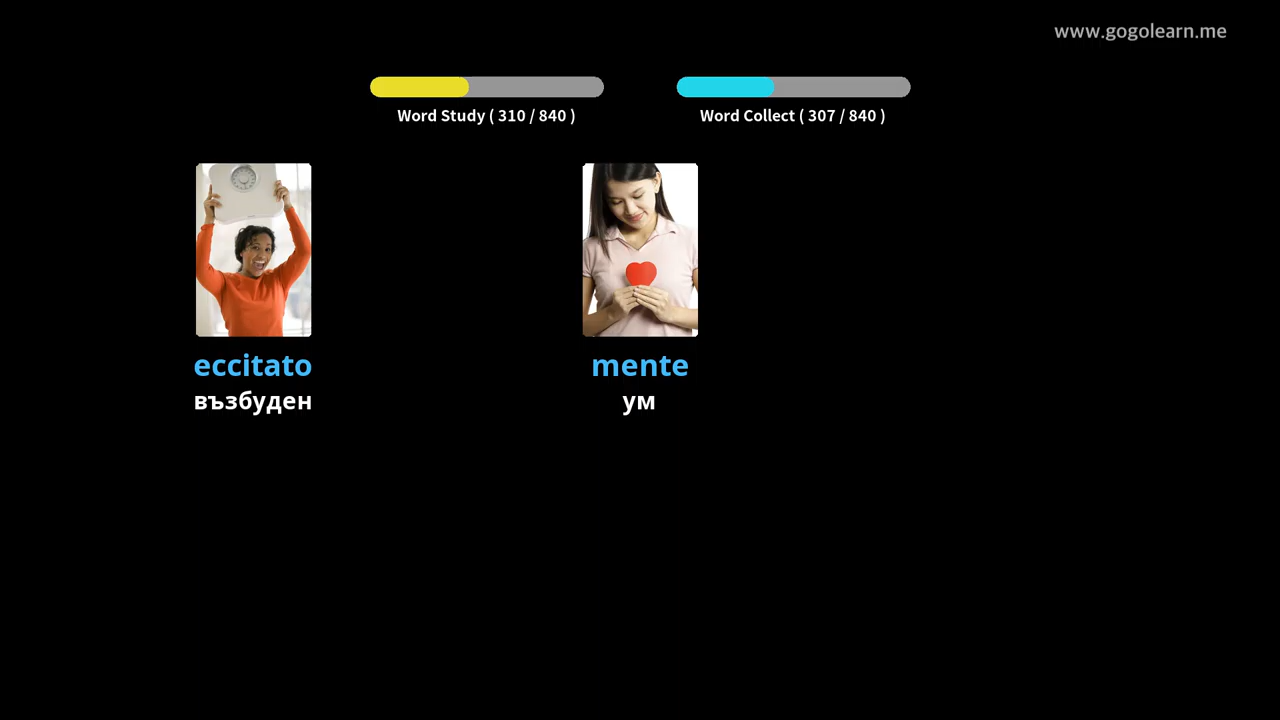 www.gogolearn.me
Word Study ( 310 / 840 )
Word Collect ( 307 / 840 )
eccitato
възбуден
mente
ум